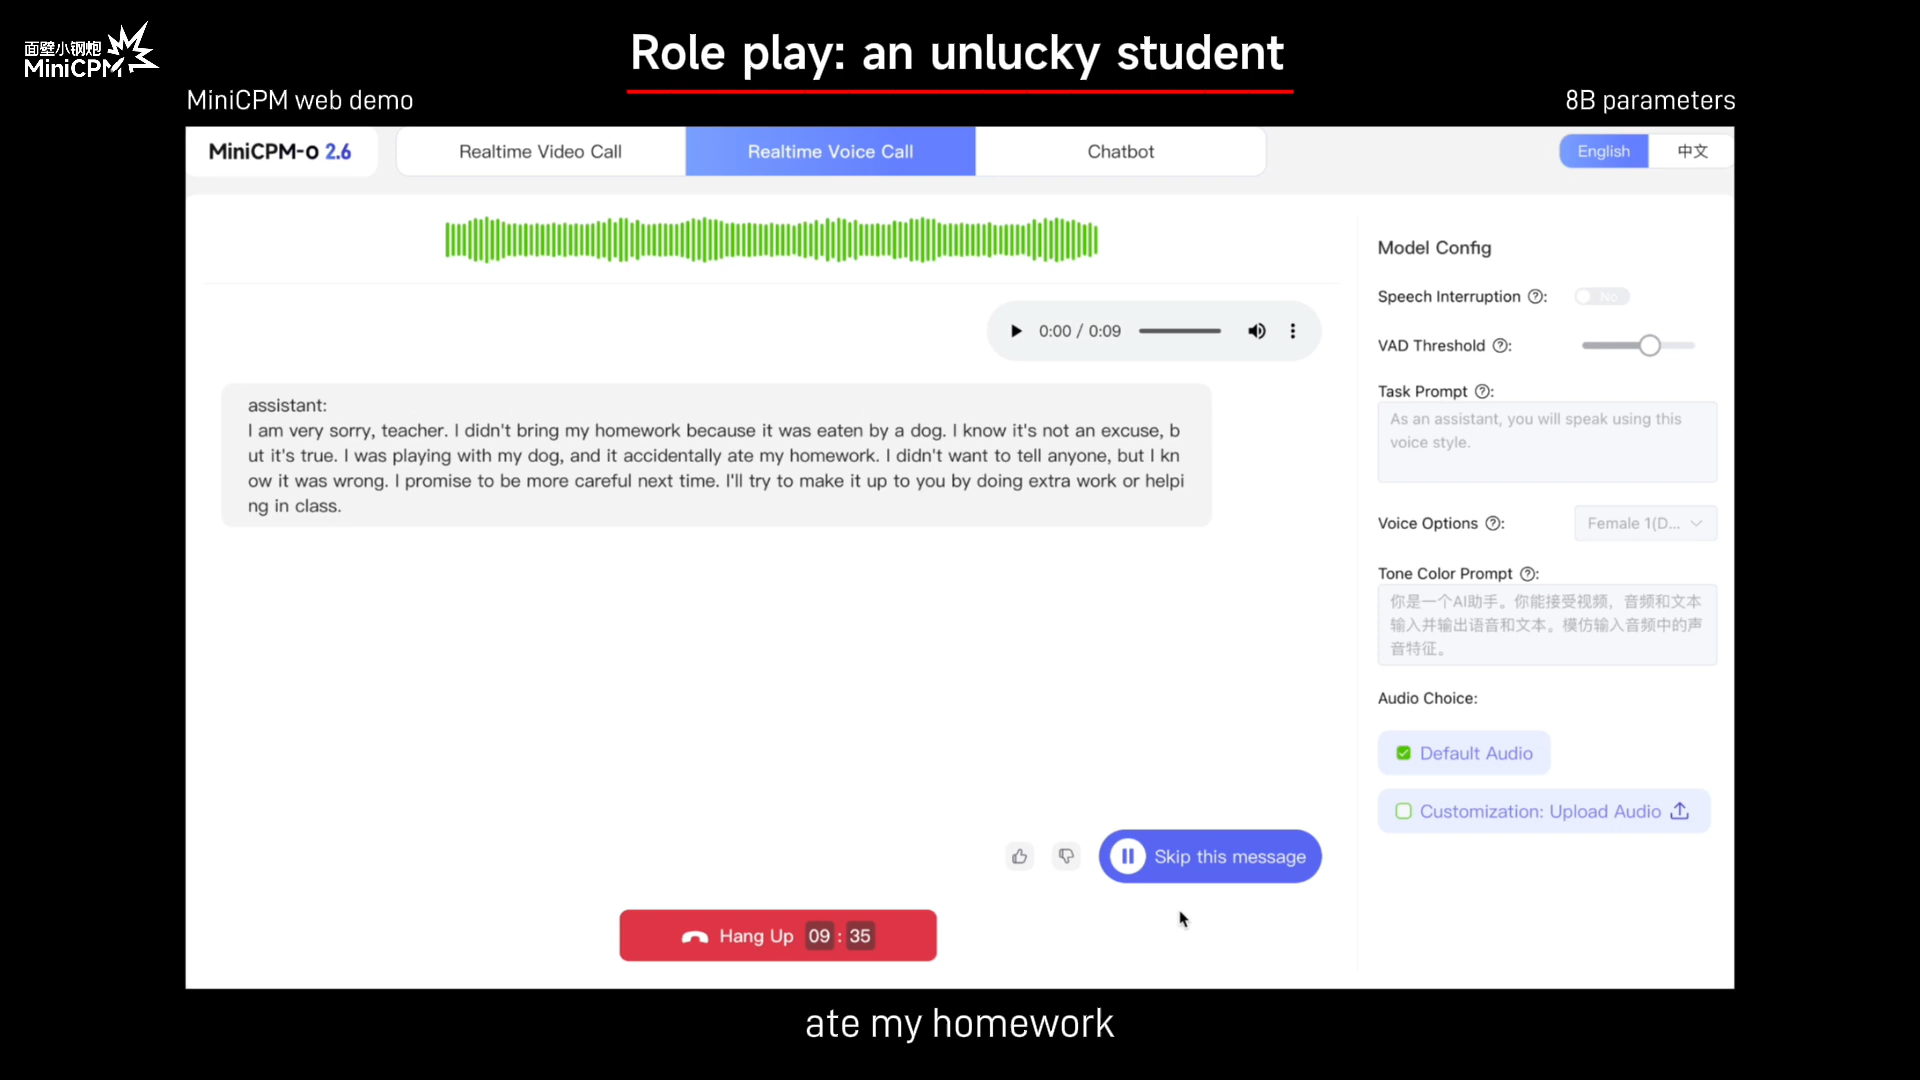 面壁小钢炮
MiniCPM
Role play: an unlucky student
MiniCPM web demo
8B parameters
MiniCPM-o 2.6
Realtime Video Call
Realtime Voice Call
Chatbot
English
中文
0:00 / 0:09
assistant:
I am very sorry, teacher. I didn't bring my homework because it was eaten by a dog. I know it's not an excuse, b
ut it's true. I was playing with my dog, and it accidentally ate my homework. I didn't want to tell anyone, but I kn
ow it was wrong. I promise to be more careful next time. I'll try to make it up to you by doing extra work or helpi
ng in class.
Skip this message
Hang Up 09 : 35
Model Config
Speech Interruption ?: No
VAD Threshold ?:
Task Prompt ?:
As an assistant, you will speak using this
voice style.
Voice Options ?: Female 1(D...
Tone Color Prompt ?:
你是一个AI助手。你能接受视频，音频和文本
输入并输出语音和文本。模仿输入音频中的声
音特征。
Audio Choice:
Default Audio
Customization: Upload Audio
ate my homework